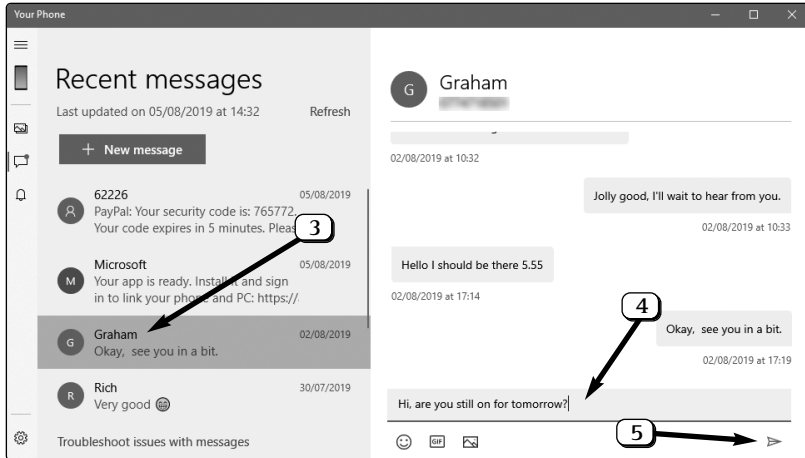 Your Phone
Recent messages
Last updated on 05/08/2019 at 14:32 Refresh
+ New message
62226 05/08/2019
PayPal: Your security code is: 765772.
Your code expires in 5 minutes. Pleas
3
Microsoft 05/08/2019
M
Your app is ready. Install it and sign
in to link your phone and PC: https://
Graham 02/08/2019
G
Okay, see you in a bit.
Rich 30/07/2019
R
Very good 😁
Troubleshoot issues with messages
G
Graham
02/08/2019 at 10:32
Jolly good, I'll wait to hear from you.
02/08/2019 at 10:33
Hello I should be there 5.55
02/08/2019 at 17:14
4
Okay, see you in a bit.
02/08/2019 at 17:19
Hi, are you still on for tomorrow?
GIF
5